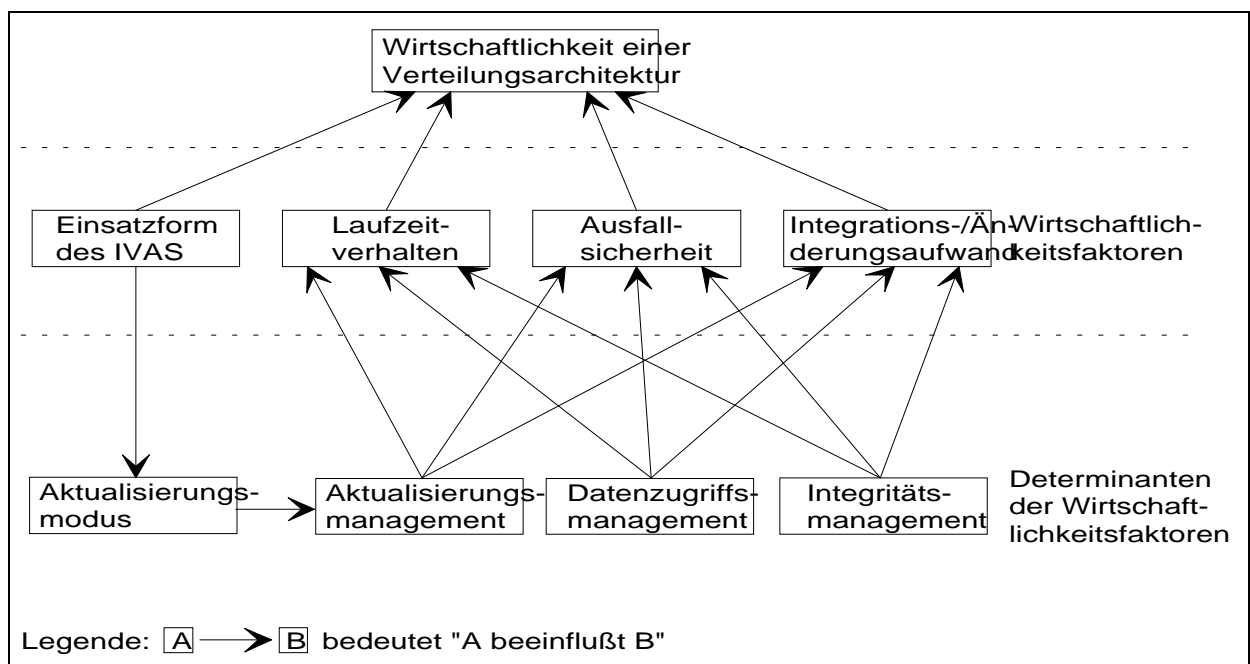 Wirtschaftlichkeit einer
Verteilungsarchitektur
Einsatzform
des IVAS
Laufzeit-
verhalten
Ausfall-
sicherheit
Integrations-/Än-
derungsaufwand
Wirtschaftlich-
keitsfaktoren
Aktualisierungs-
modus
Aktualisierungs-
management
Datenzugriffs-
management
Integritäts-
management
Determinanten
der Wirtschaft-
lichkeitsfaktoren
Legende: A B bedeutet "A beeinflußt B"